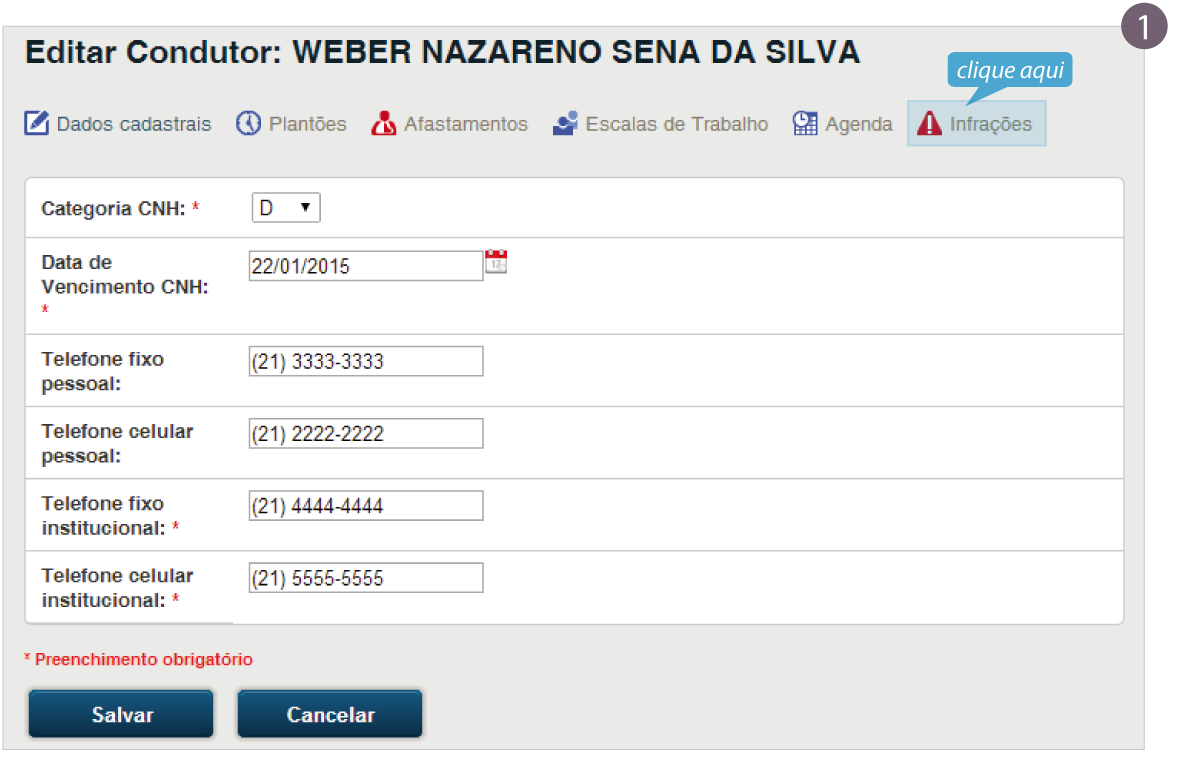 1
Editar Condutor: WEBER NAZARENO SENA DA SILVA
clique aqui
Dados cadastrais Plantões Afastamentos Escalas de Trabalho Agenda Infrações
Categoria CNH: * D
Data de
Vencimento CNH:
*
22/01/2015
17
Telefone fixo
pessoal:
(21) 3333-3333
Telefone celular
pessoal:
(21) 2222-2222
Telefone fixo
institucional: *
(21) 4444-4444
Telefone celular
institucional: *
(21) 5555-5555
* Preenchimento obrigatório
Salvar Cancelar